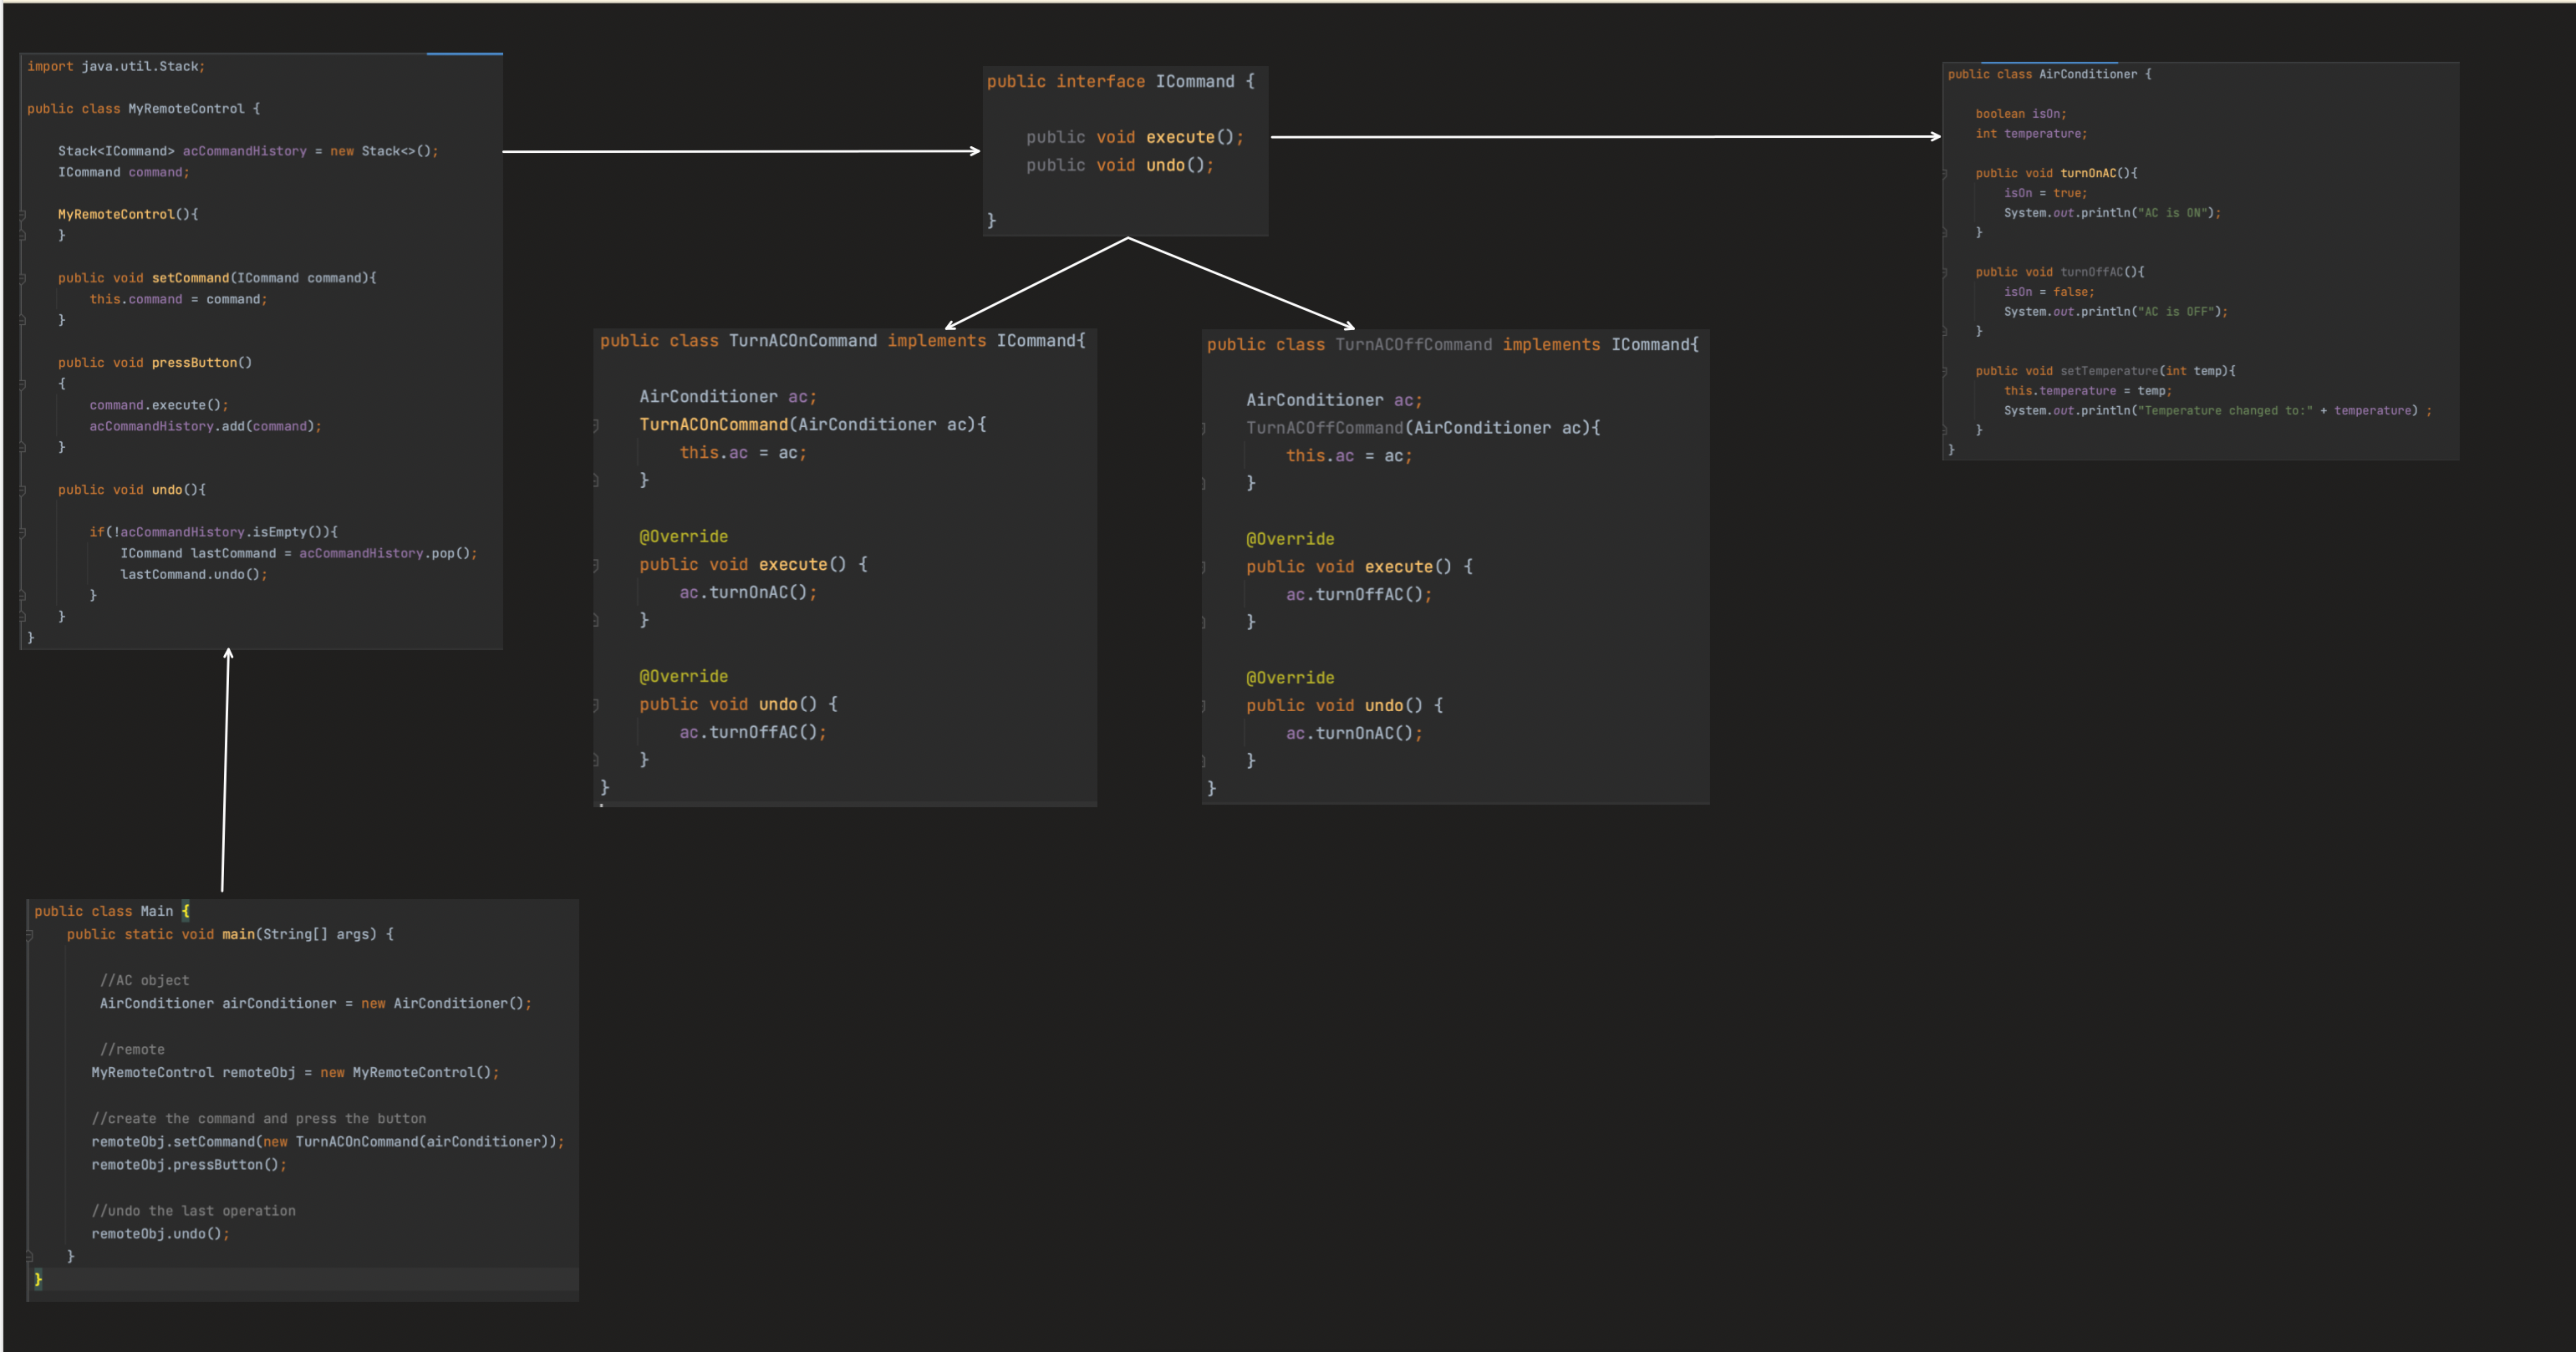 import java.util.Stack;
public class MyRemoteControl {
Stack<ICommand> acCommandHistory = new Stack<>();
ICommand command;
MyRemoteControl(){
}
public void setCommand(ICommand command){
this.command = command;
}
public void pressButton()
{
command.execute();
acCommandHistory.add(command);
}
public void undo(){
if(!acCommandHistory.isEmpty()){
ICommand lastCommand = acCommandHistory.pop();
lastCommand.undo();
}
}
}
public interface ICommand {
public void execute();
public void undo();
}
public class AirConditioner {
boolean isOn;
int temperature;
public void turnOnAC(){
isOn = true;
System.out.println("AC is ON");
}
public void turnOffAC(){
isOn = false;
System.out.println("AC is OFF");
}
public void setTemperature(int temp){
this.temperature = temp;
System.out.println("Temperature changed to:" + temperature) ;
}
}
public class TurnACOnCommand implements ICommand{
AirConditioner ac;
TurnACOnCommand(AirConditioner ac){
this.ac = ac;
}
@Override
public void execute() {
ac.turnOnAC();
}
@Override
public void undo() {
ac.turnOffAC();
}
}
public class TurnACOffCommand implements ICommand{
AirConditioner ac;
TurnACOffCommand(AirConditioner ac){
this.ac = ac;
}
@Override
public void execute() {
ac.turnOffAC();
}
@Override
public void undo() {
ac.turnOnAC();
}
}
public class Main {
public static void main(String[] args) {
//AC object
AirConditioner airConditioner = new AirConditioner();
//remote
MyRemoteControl remoteObj = new MyRemoteControl();
//create the command and press the button
remoteObj.setCommand(new TurnACOnCommand(airConditioner));
remoteObj.pressButton();
//undo the last operation
remoteObj.undo();
}
}